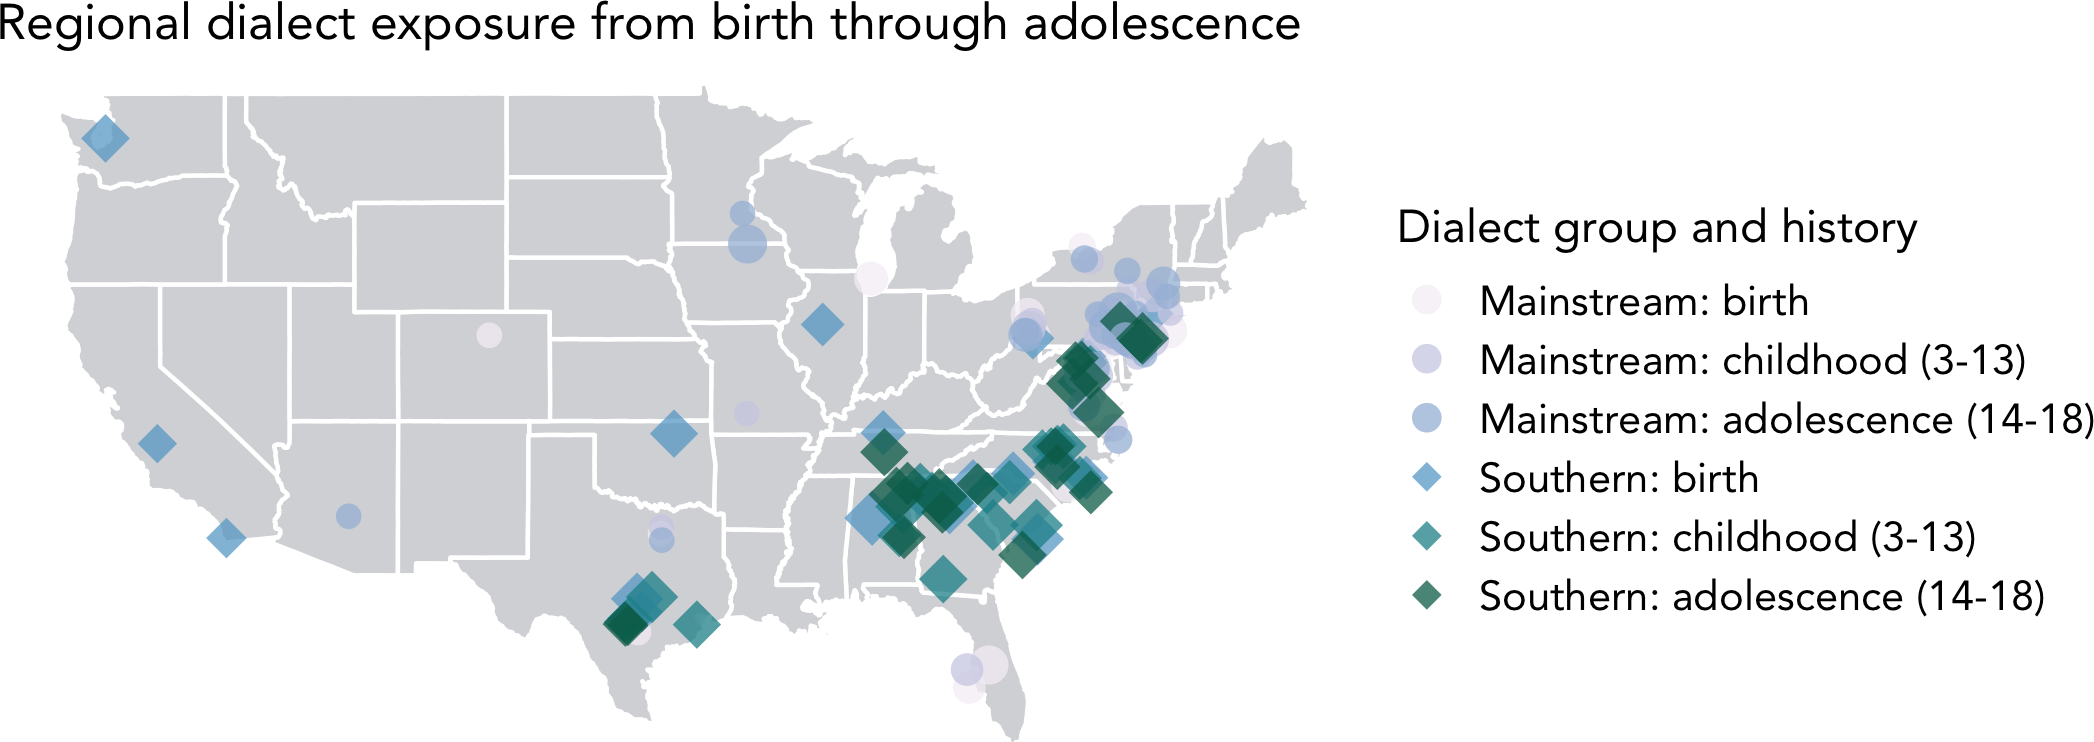 Regional dialect exposure from birth through adolescence
Dialect group and history
Mainstream: birth
Mainstream: childhood (3-13)
Mainstream: adolescence (14-18)
Southern: birth
Southern: childhood (3-13)
Southern: adolescence (14-18)